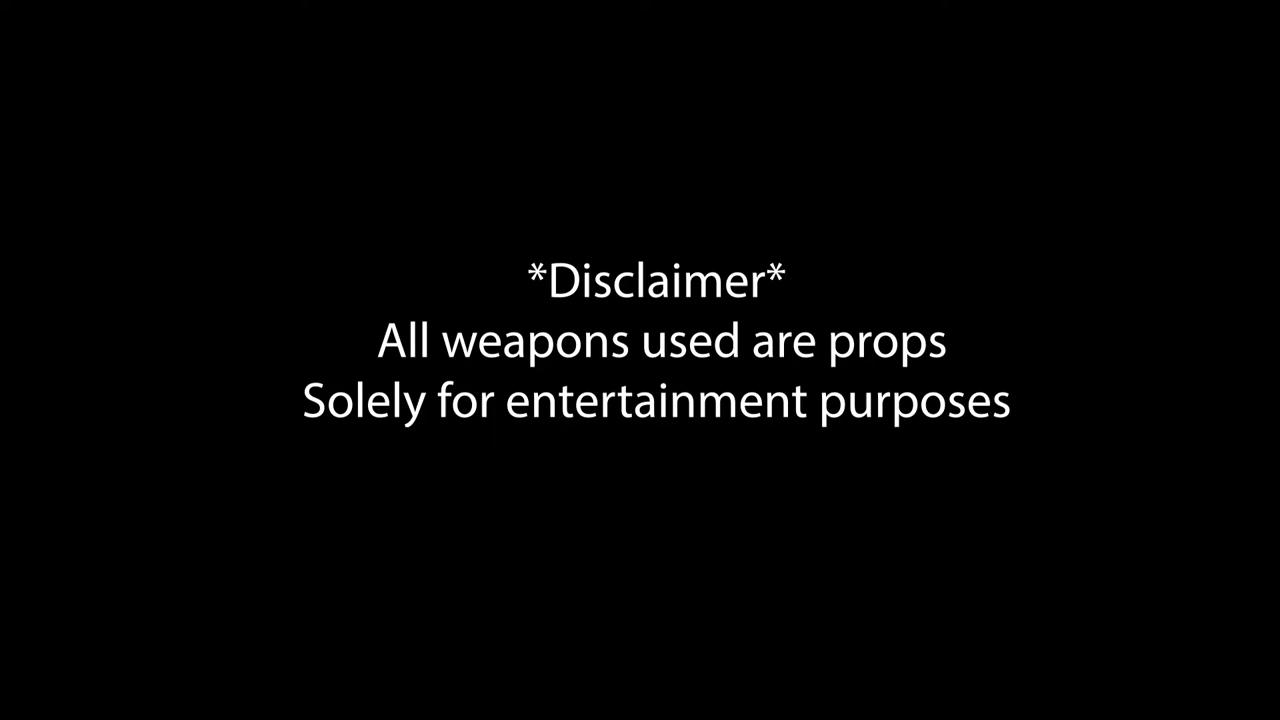 *Disclaimer*
All weapons used are props
Solely for entertainment purposes